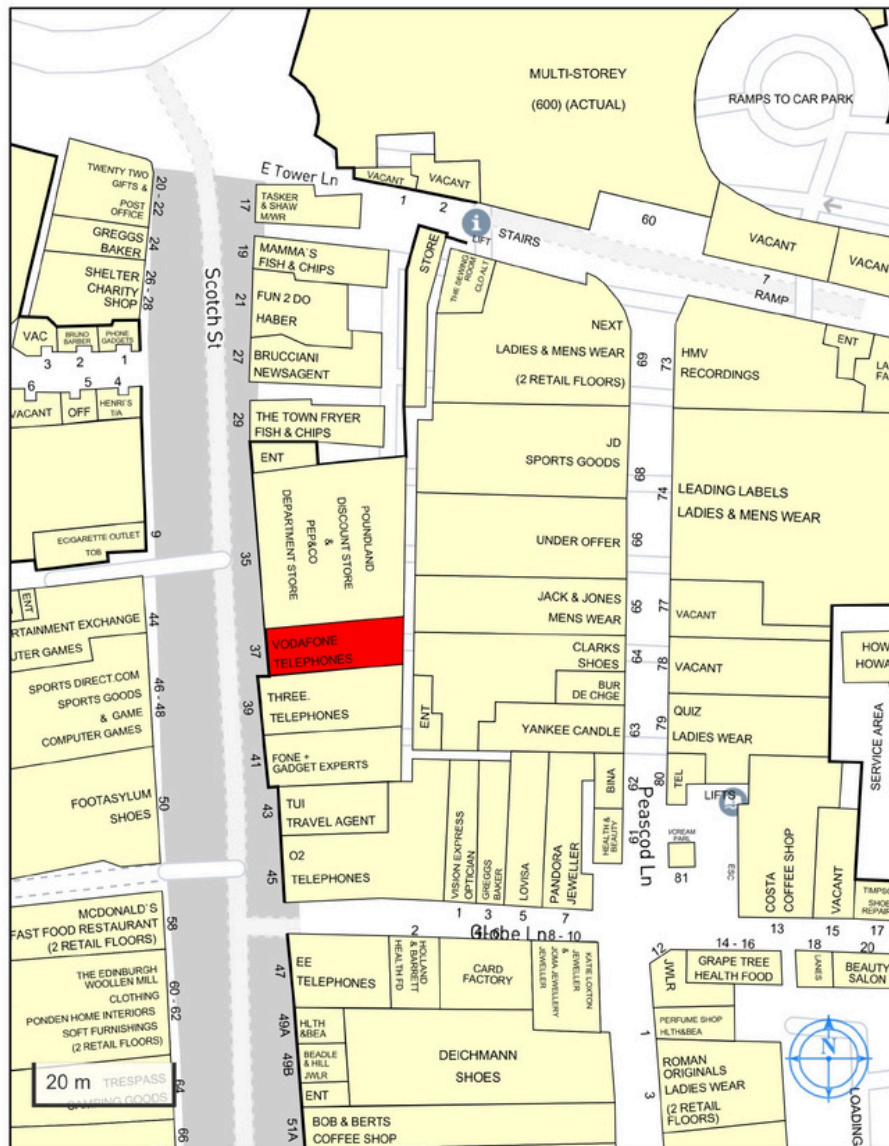 MULTI-STOREY
(600) (ACTUAL)
RAMPS TO CAR PARK
TWENTY TWO
GIFTS &
POST
OFFICE
20 - 22
GREGGS
BAKER
24
SHELTER
CHARITY
SHOP
26 - 28
VAC
3
BRUNO
BARBER
2
PHONE
GADGETS
1
6
VACANT
5
OFF
4
HENRI'S
T/A
ECIGARETTE OUTLET
TOB
9
ENT
RTAINMENT EXCHANGE
UTER GAMES
44
SPORTS DIRECT.COM
SPORTS GOODS
& GAME
COMPUTER GAMES
46 - 48
FOOTASYLUM
SHOES
50
MCDONALD'S
FAST FOOD RESTAURANT
(2 RETAIL FLOORS)
58
THE EDINBURGH
WOOLLEN MILL
CLOTHING
PONDEN HOME INTERIORS
SOFT FURNISHINGS
(2 RETAIL FLOORS)
60 - 62
20 m
TRESPASS
CAMPING GOODS
64
66
Scotch St
E Tower Ln
17
TASKER
& SHAW
M/WR
19
MAMMA'S
FISH & CHIPS
21
FUN 2 DO
HABER
27
BRUCCIANI
NEWSAGENT
29
THE TOWN FRYER
FISH & CHIPS
ENT
35
POUNDLAND
DISCOUNT STORE
&
PEP&CO
DEPARTMENT STORE
37
VODAFONE
TELEPHONES
39
THREE.
TELEPHONES
41
FONE +
GADGET EXPERTS
43
TUI
TRAVEL AGENT
45
O2
TELEPHONES
VACANT
1
VACANT
2
STORE
LIFT
STAIRS
THE SEWING
ROOM
CLO ALT
60
VACANT
VACAN
7
RAMP
NEXT
LADIES & MENS WEAR
(2 RETAIL FLOORS)
69
73
HMV
RECORDINGS
ENT
LA
FA
JD
SPORTS GOODS
68
74
LEADING LABELS
LADIES & MENS WEAR
UNDER OFFER
66
JACK & JONES
MENS WEAR
65
77
VACANT
CLARKS
SHOES
64
78
VACANT
BUR
DE CHGE
ENT
YANKEE CANDLE
63
79
QUIZ
LADIES WEAR
HOW
HOWA
SERVICE AREA
BINA
62
80
TEL
LIFTS
HEALTH &
BEAUTY
61
Peascod Ln
I/CREAM
PARL
81
ESC
COSTA
COFFEE SHOP
13
VACANT
15
TIMPSO
SHOE
REPAIR
17
VISION EXPRESS
OPTICIAN
1
GREGGS
BAKER
3
LOVISA
5
PANDORA
JEWELLER
7
Globe Ln
47
EE
TELEPHONES
2
HOLLAND
& BARRETT
HEALTH FD
CARD
FACTORY
8 - 10
KATIE LOXTON
JEWELLER
&
JOMA JEWELLERY
JEWELLER
12
JWLR
14 - 16
GRAPE TREE
HEALTH FOOD
18
LANES
20
BEAUTY
SALON
49A
HLTH
&BEA
49B
BEADLE
& HILL
JWLR
ENT
DEICHMANN
SHOES
51A
BOB & BERTS
COFFEE SHOP
1
PERFUME SHOP
HLTH&BEA
3
ROMAN
ORIGINALS
LADIES WEAR
(2 RETAIL
FLOORS)
N
LOADING